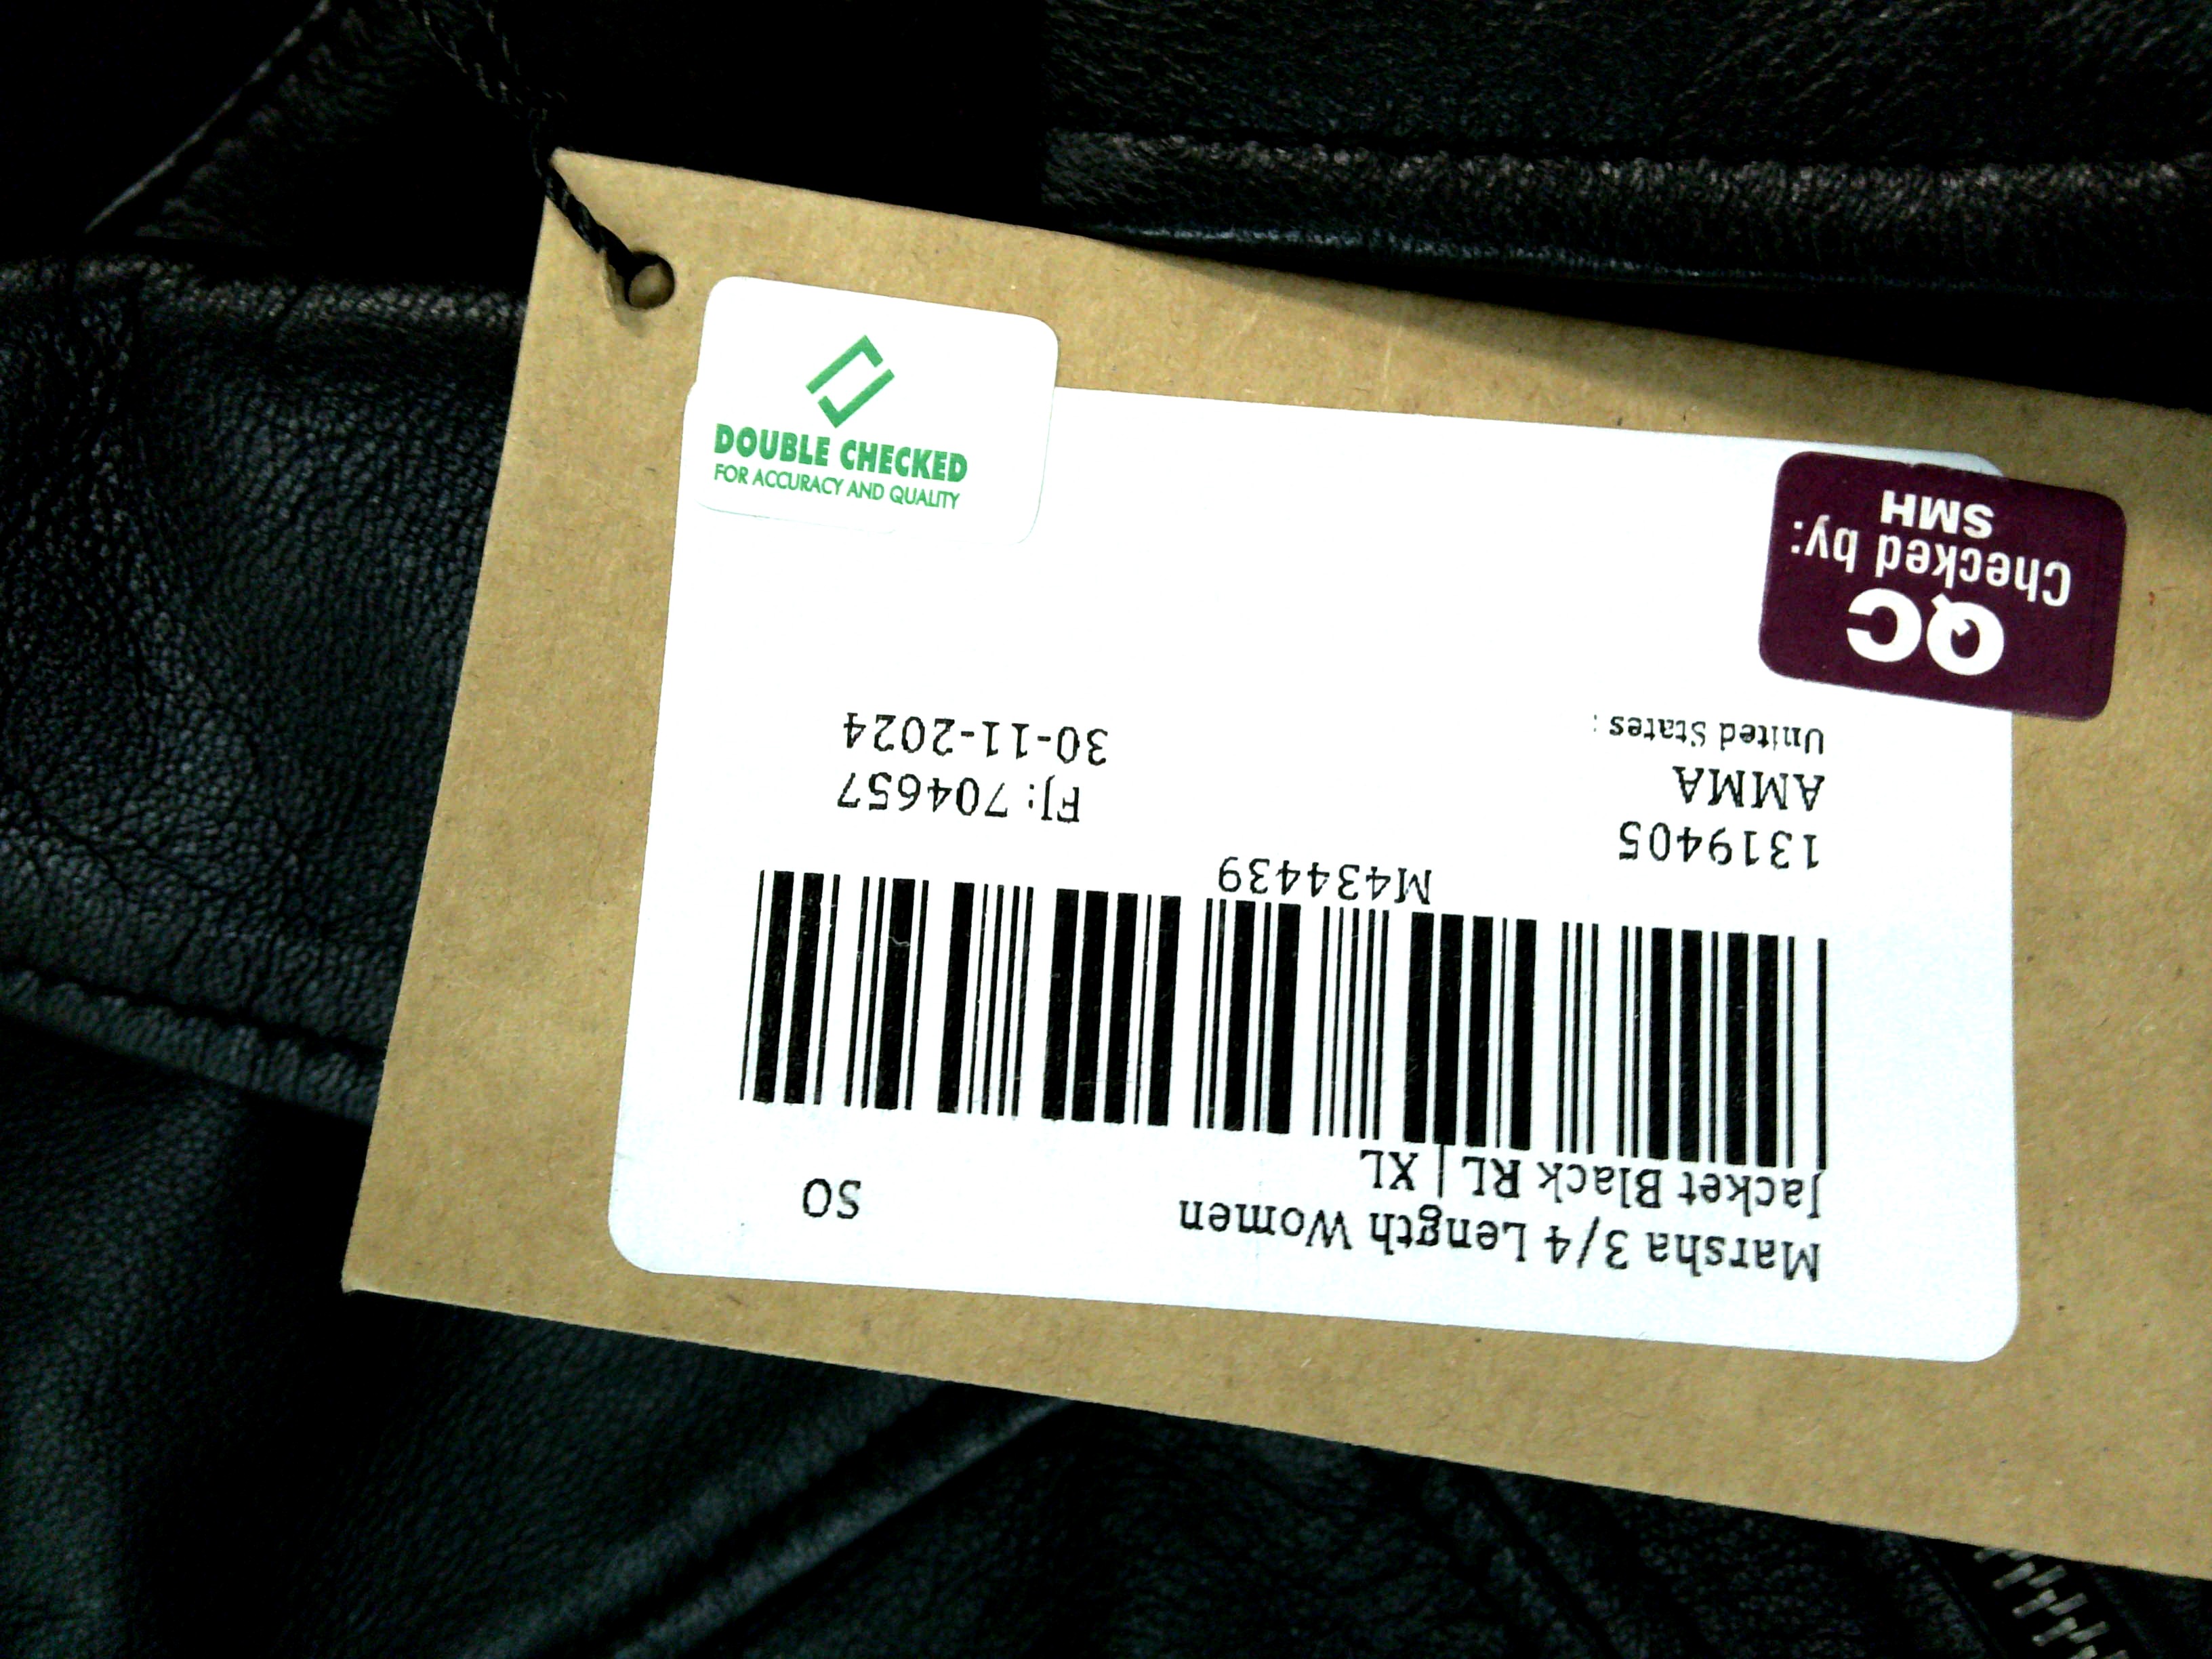 Marsha 3/4 Length Women
Jacket Black RL | XL
SO
M434439
1319405
AMMA
United States :
FJ: 704657
30-11-2024
QC
Checked by:
SMH
DOUBLE CHECKED
FOR ACCURACY AND QUALITY